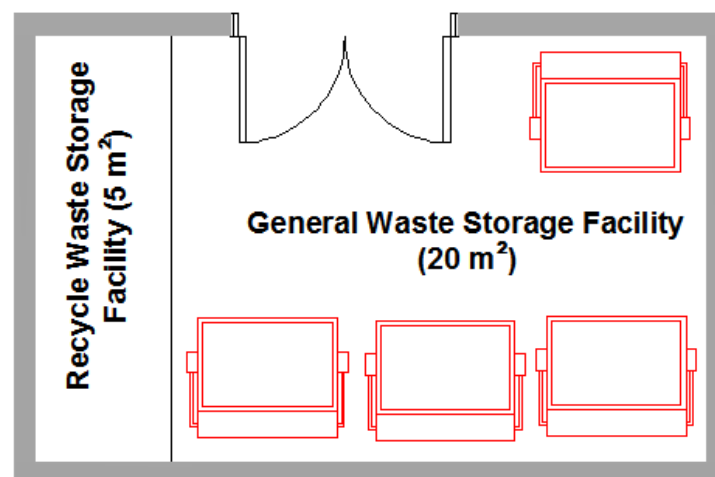 Recycle Waste Storage
Facility (5 m²)
General Waste Storage Facility
(20 m²)